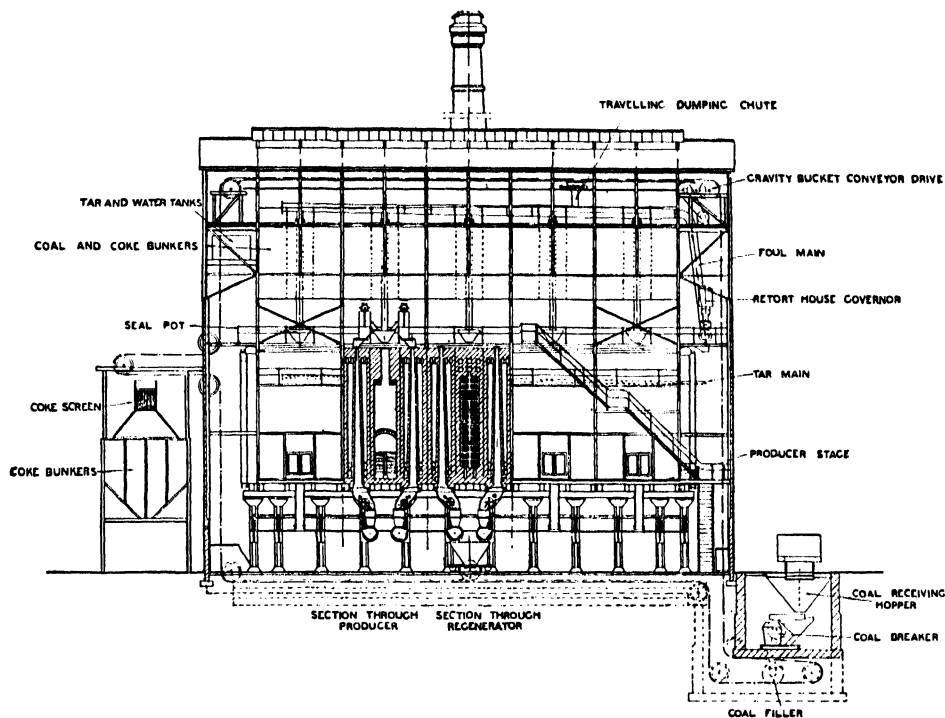 TRAVELLING DUMPING CHUTE
GRAVITY BUCKET CONVEYOR DRIVE
TAR AND WATER TANKS
COAL AND COKE BUNKERS
FOUL MAIN
RETORT HOUSE GOVERNOR
SEAL POT
TAR MAIN
COKE SCREEN
PRODUCER STAGE
COKE BUNKERS
COAL RECEIVING
HOPPER
SECTION THROUGH
PRODUCER
SECTION THROUGH
REGENERATOR
COAL BREAKER
COAL FILLER